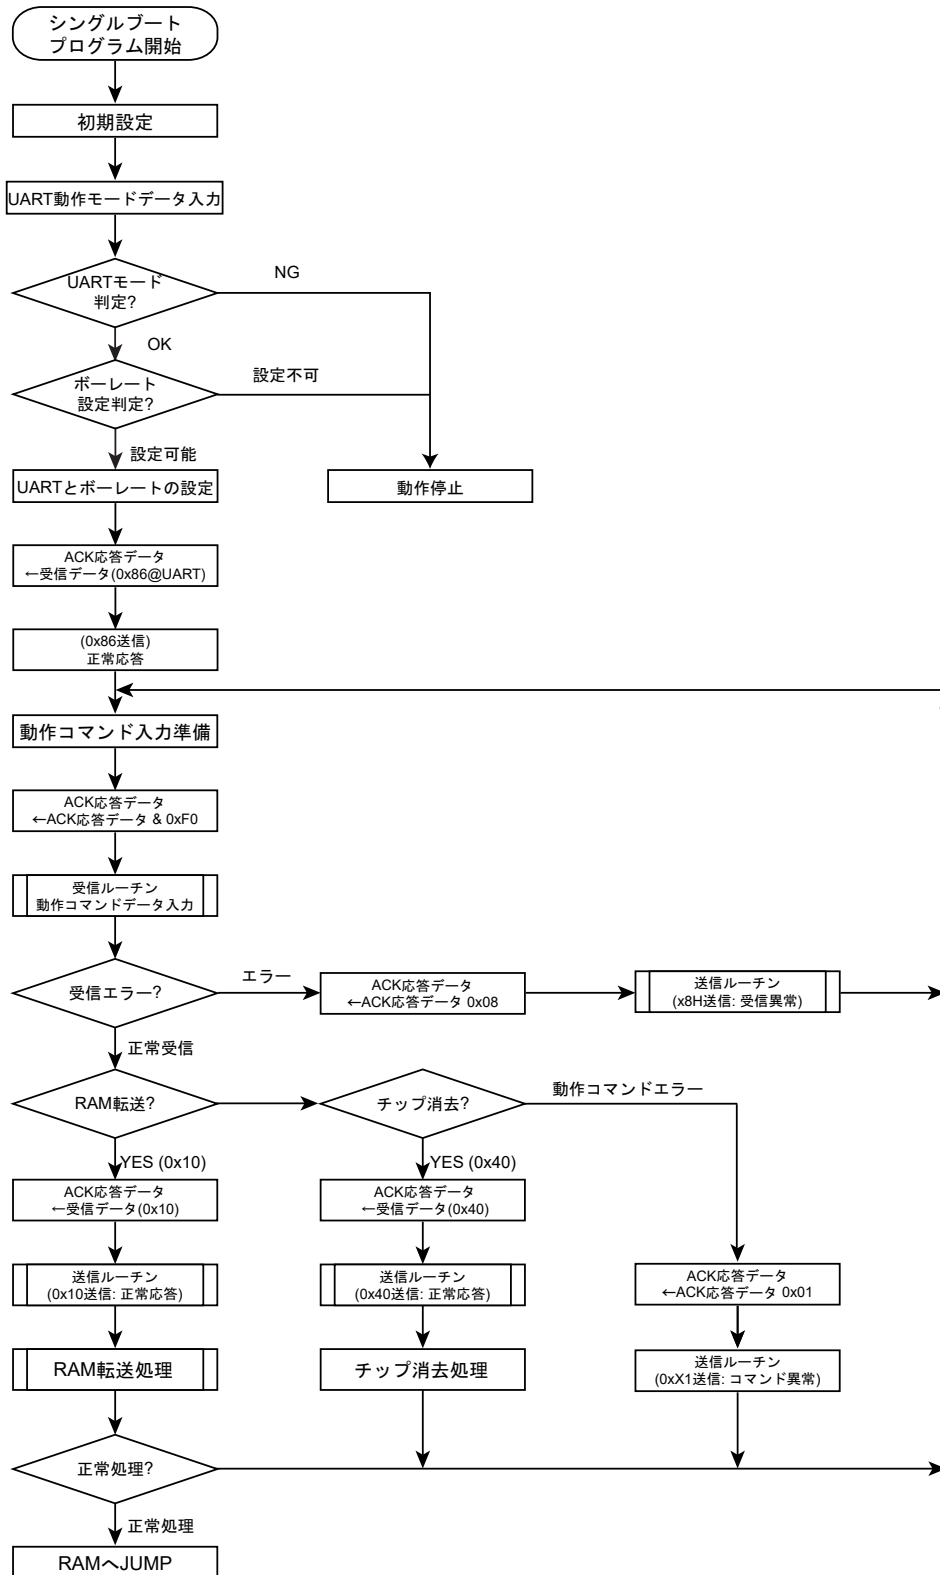 シングルブート
プログラム開始
初期設定
UART動作モードデータ入力
UARTモード
判定?
NG
OK
ボーレート
設定判定?
設定不可
設定可能
UARTとボーレートの設定
動作停止
ACK応答データ
←受信データ(0x86@UART)
(0x86送信)
正常応答
動作コマンド入力準備
ACK応答データ
←ACK応答データ & 0xF0
受信ルーチン
動作コマンドデータ入力
受信エラー?
エラー
ACK応答データ
←ACK応答データ 0x08
送信ルーチン
(x8H送信: 受信異常)
正常受信
RAM転送?
チップ消去?
動作コマンドエラー
YES (0x10)
YES (0x40)
ACK応答データ
←受信データ(0x10)
ACK応答データ
←受信データ(0x40)
送信ルーチン
(0x10送信: 正常応答)
送信ルーチン
(0x40送信: 正常応答)
ACK応答データ
←ACK応答データ 0x01
RAM転送処理
チップ消去処理
送信ルーチン
(0xX1送信: コマンド異常)
正常処理?
正常処理
RAMへJUMP